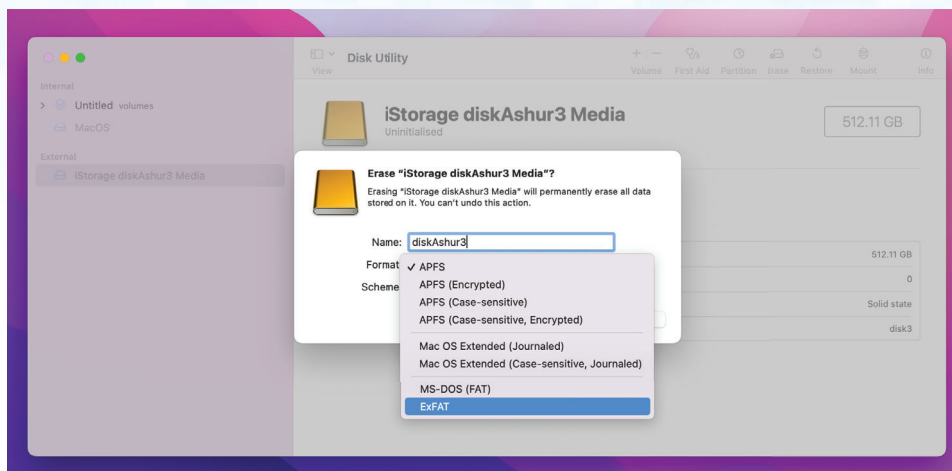 Disk Utility
View
Volume First Aid Partition Erase Restore Mount Info
Internal
Untitled volumes
MacOS
External
iStorage diskAshur3 Media
iStorage diskAshur3 Media
Uninitialised
512.11 GB
Erase “iStorage diskAshur3 Media”?
Erasing “iStorage diskAshur3 Media” will permanently erase all data
stored on it. You can’t undo this action.
Name: diskAshur3
Format
Scheme
✓ APFS
APFS (Encrypted)
APFS (Case-sensitive)
APFS (Case-sensitive, Encrypted)
Mac OS Extended (Journaled)
Mac OS Extended (Case-sensitive, Journaled)
MS-DOS (FAT)
ExFAT
512.11 GB
0
Solid state
disk3